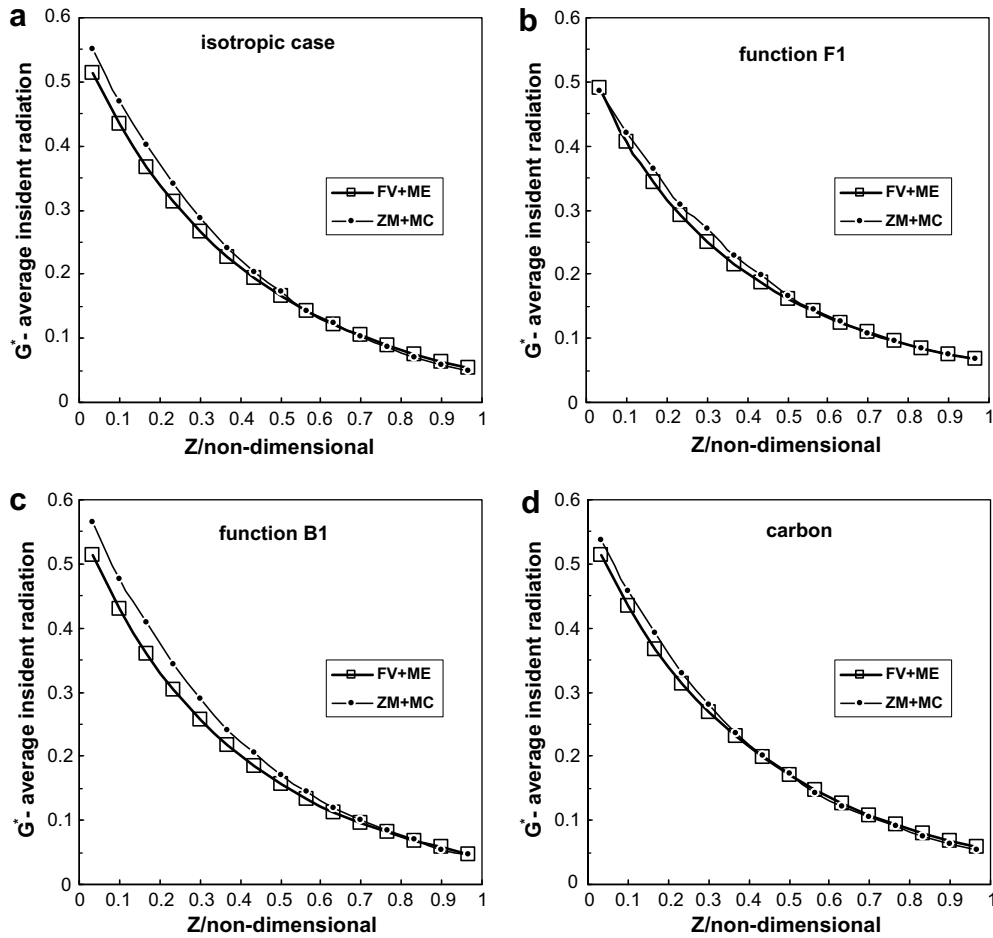 a
isotropic case
G*- average insident radiation
0.6
0.5
0.4
0.3
0.2
0.1
0
FV+ME
ZM+MC
0 0.1 0.2 0.3 0.4 0.5 0.6 0.7 0.8 0.9 1
Z/non-dimensional
b
function F1
G*- average insident radiation
0.6
0.5
0.4
0.3
0.2
0.1
0
FV+ME
ZM+MC
0 0.1 0.2 0.3 0.4 0.5 0.6 0.7 0.8 0.9 1
Z/non-dimensional
c
function B1
G*- average insident radiation
0.6
0.5
0.4
0.3
0.2
0.1
0
FV+ME
ZM+MC
0 0.1 0.2 0.3 0.4 0.5 0.6 0.7 0.8 0.9 1
Z/non-dimensional
d
carbon
G*- average insident radiation
0.6
0.5
0.4
0.3
0.2
0.1
0
FV+ME
ZM+MC
0 0.1 0.2 0.3 0.4 0.5 0.6 0.7 0.8 0.9 1
Z/non-dimensional